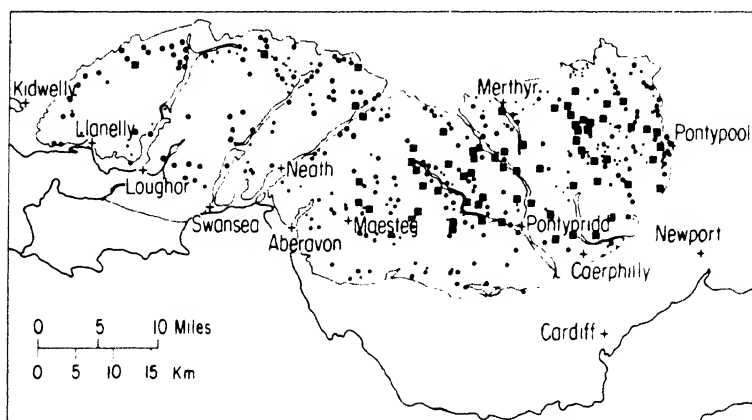 Kidwelly
Merthyr
Llanelly
Pontypool
Neath
Loughor
Swansea
Maesteg
Pontypridd
Aberavon
Newport
Caerphilly
0 8 10 Miles
Cardiff
0 5 10 15 Km